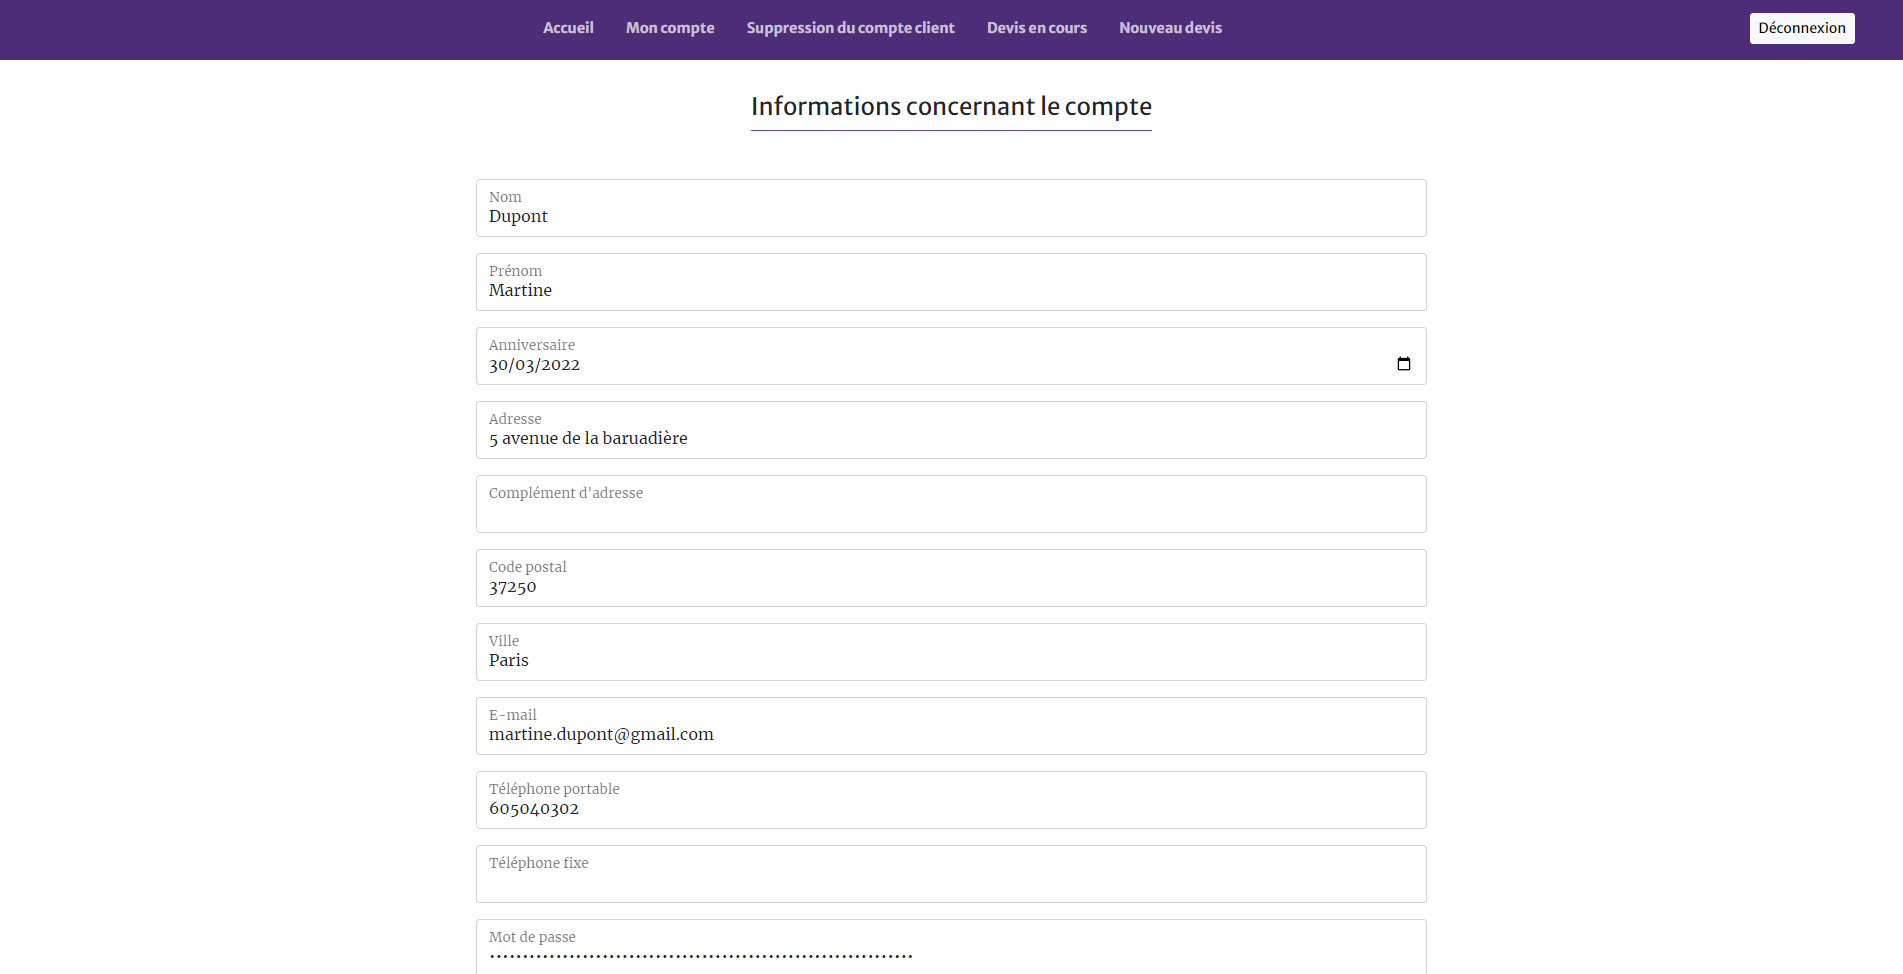 Accueil Mon compte Suppression du compte client Devis en cours Nouveau devis Déconnexion
Informations concernant le compte
Nom
Dupont
Prénom
Martine
Anniversaire
30/03/2022
Adresse
5 avenue de la baruadière
Complément d'adresse
Code postal
37250
Ville
Paris
E-mail
martine.dupont@gmail.com
Téléphone portable
605040302
Téléphone fixe
Mot de passe